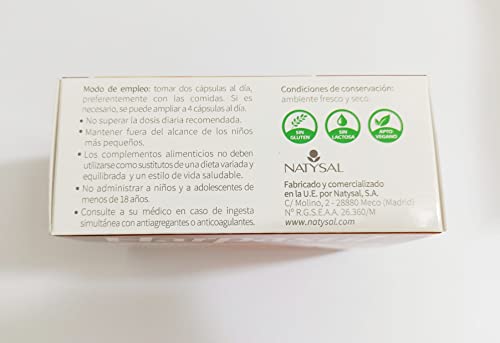 Modo de empleo: tomar dos cápsulas al día,
preferentemente con las comidas. Si es
necesario, se puede ampliar a 4 cápsulas al día.
• No superar la dosis diaria recomendada.
• Mantener fuera del alcance de los niños
más pequeños.
• Los complementos alimenticios no deben
utilizarse como sustitutos de una dieta variada y
equilibrada y un estilo de vida saludable.
• No administrar a niños y a adolescentes de
menos de 18 años.
• Consulte a su médico en caso de ingesta
simultánea con antiagregantes o anticoagulantes.
Condiciones de conservación:
ambiente fresco y seco.
SIN
GLUTEN
SIN
LACTOSA
APTO
VEGANO
NATYSAL
Fabricado y comercializado
en la U.E. por Natysal, S.A.
C/ Molino, 2 - 28880 Meco (Madrid)
Nº R.G.S.E.A.A. 26.360/M
www.natysal.com